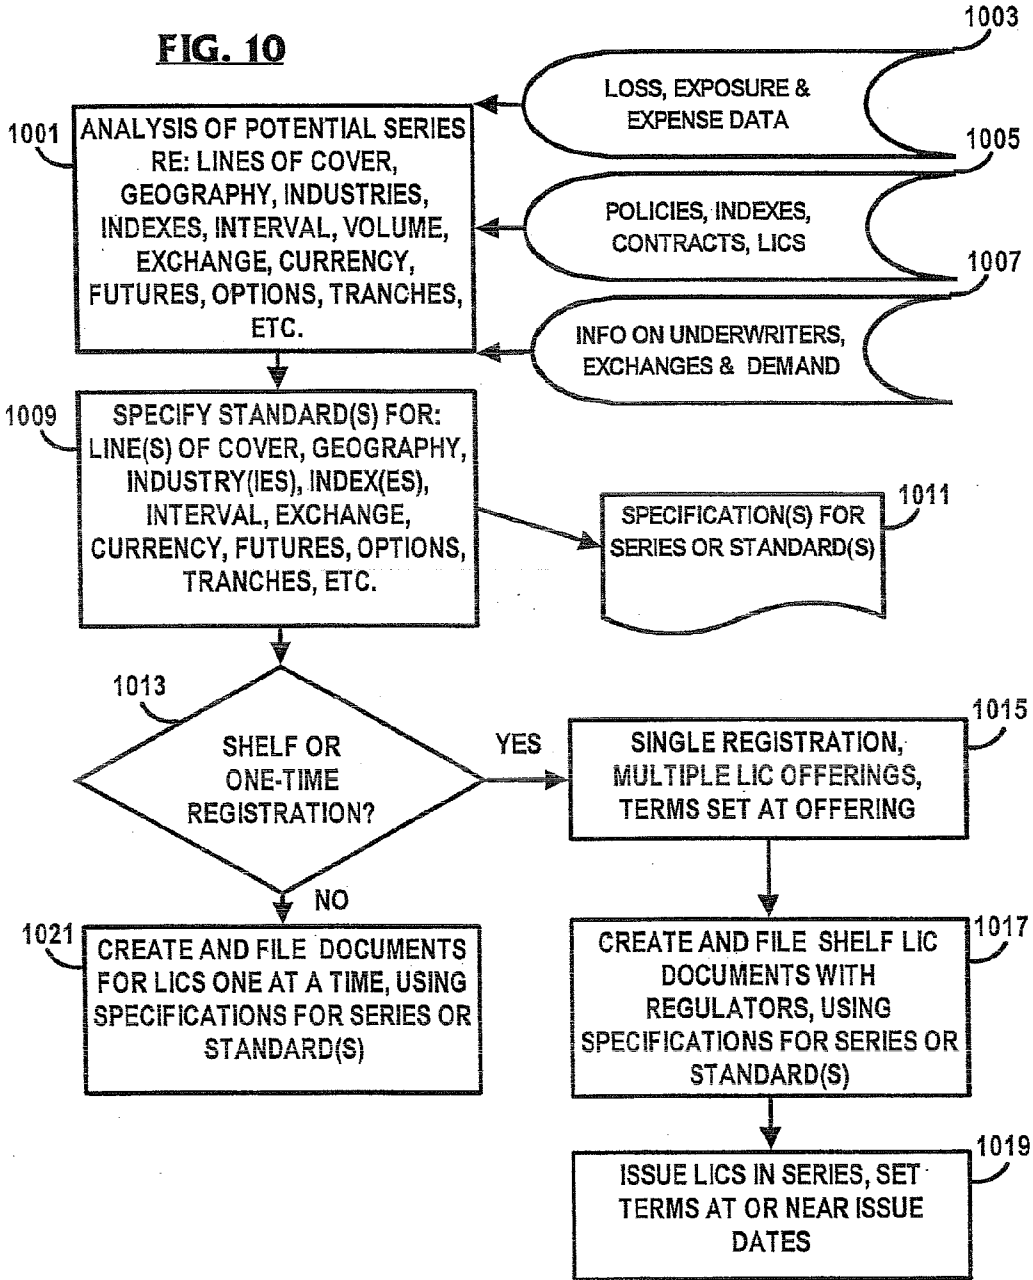 FIG. 10
1003
LOSS, EXPOSURE &
EXPENSE DATA
1001
ANALYSIS OF POTENTIAL SERIES
RE: LINES OF COVER,
GEOGRAPHY, INDUSTRIES,
INDEXES, INTERVAL, VOLUME,
EXCHANGE, CURRENCY,
FUTURES, OPTIONS, TRANCHES,
ETC.
1005
POLICIES, INDEXES,
CONTRACTS, LICS
1007
INFO ON UNDERWRITERS,
EXCHANGES & DEMAND
1009
SPECIFY STANDARD(S) FOR:
LINE(S) OF COVER, GEOGRAPHY,
INDUSTRY(IES), INDEX(ES),
INTERVAL, EXCHANGE,
CURRENCY, FUTURES, OPTIONS,
TRANCHES, ETC.
1011
SPECIFICATION(S) FOR
SERIES OR STANDARD(S)
1013
SHELF OR
ONE-TIME
REGISTRATION?
YES
1015
SINGLE REGISTRATION,
MULTIPLE LIC OFFERINGS,
TERMS SET AT OFFERING
NO
1021
CREATE AND FILE DOCUMENTS
FOR LICS ONE AT A TIME, USING
SPECIFICATIONS FOR SERIES OR
STANDARD(S)
1017
CREATE AND FILE SHELF LIC
DOCUMENTS WITH
REGULATORS, USING
SPECIFICATIONS FOR SERIES OR
STANDARD(S)
1019
ISSUE LICS IN SERIES, SET
TERMS AT OR NEAR ISSUE
DATES